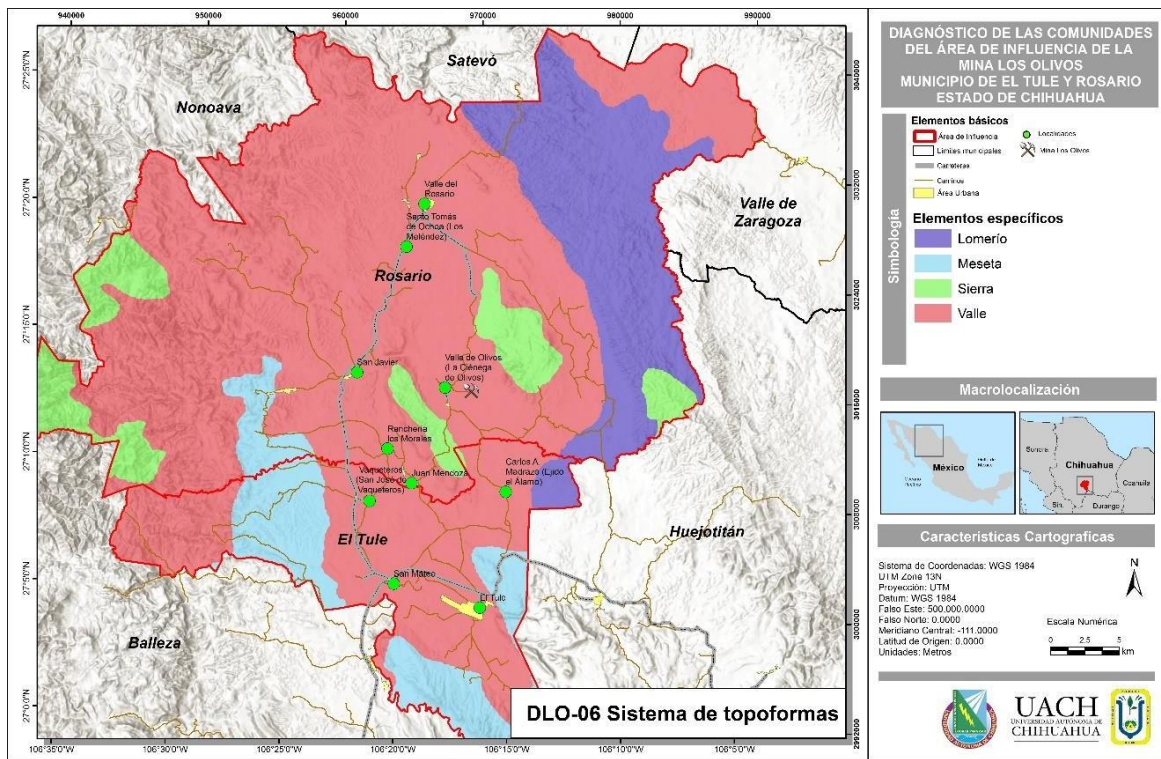 940000 950000 960000 970000 980000 990000
27°25'0"N
27°20'0"N
27°15'0"N
27°10'0"N
27°5'0"N
27°0'0"N
3040000
3032000
3024000
3016000
3008000
3000000
2992000
106°35'0"W 106°30'0"W 106°25'0"W 106°20'0"W 106°15'0"W 106°10'0"W 106°5'0"W
Satevó
Nonoava
Valle de
Zaragoza
Valle del
Rosario
Santo Tomás
de Ochoa (Los
Meléndez)
Rosario
San Javier
Valle de Olivos
(La Ciénega
de Olivos)
Ranchería
los Morales
Vaqueteros
(San José de
Vaqueteros)
Juan Mendoza
Carlos A.
Madrazo (Ejido
el Álamo)
El Tule
Huejotitán
San Mateo
El Tule
Balleza
DLO-06 Sistema de topoformas
DIAGNÓSTICO DE LAS COMUNIDADES
DEL ÁREA DE INFLUENCIA DE LA
MINA LOS OLIVOS
MUNICIPIO DE EL TULE Y ROSARIO
ESTADO DE CHIHUAHUA
Simbología
Elementos básicos
Área de Influencia
Límites municipales
Carreteras
Caminos
Área Urbana
Localidades
Mina Los Olivos
Elementos específicos
Lomerío
Meseta
Sierra
Valle
Macrolocalización
México
Sonora
Chihuahua
Coahuila
Sin.
Durango
Características Cartograficas
Sistema de Coordenadas: WGS 1984
UTM Zone 13N
Proyección: UTM
Datum: WGS 1984
Falso Este: 500.000.0000
Falso Norte: 0.0000
Meridiano Central: -111.0000
Latitud de Origen: 0.0000
Unidades: Metros
N
Escala Numérica
0 2.5 5
km
UACH
UNIVERSIDAD AUTÓNOMA DE
CHIHUAHUA